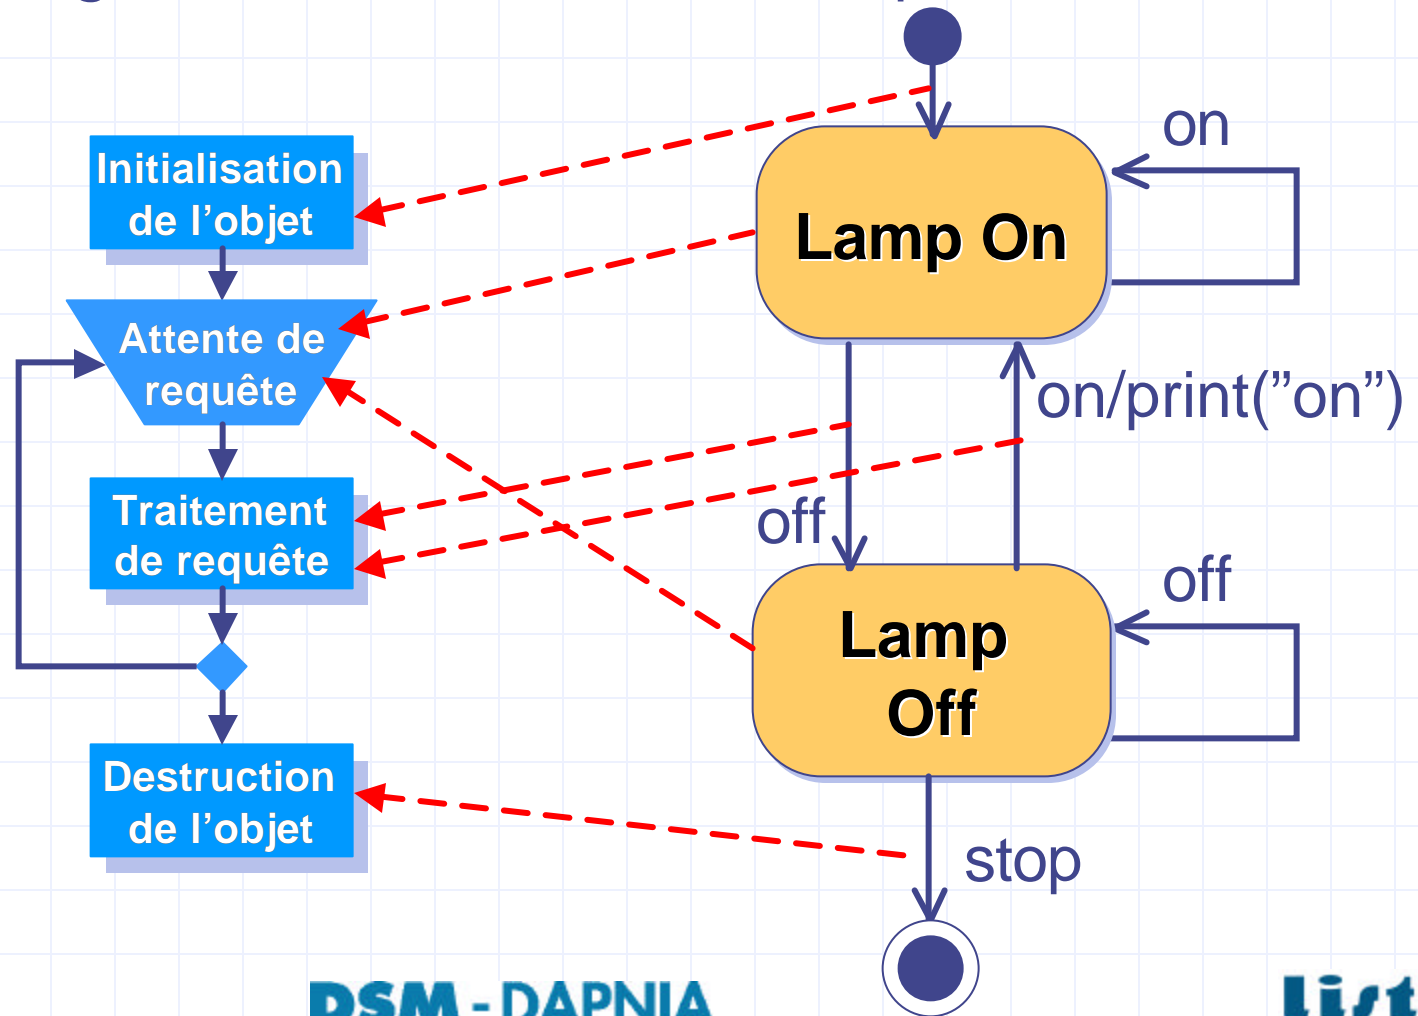 Initialisation
de l’objet
Attente de
requête
Traitement
de requête
Destruction
de l’objet
on
Lamp On
on/print(”on”)
off
off
Lamp
Off
stop
DSM - DAPNIA
list